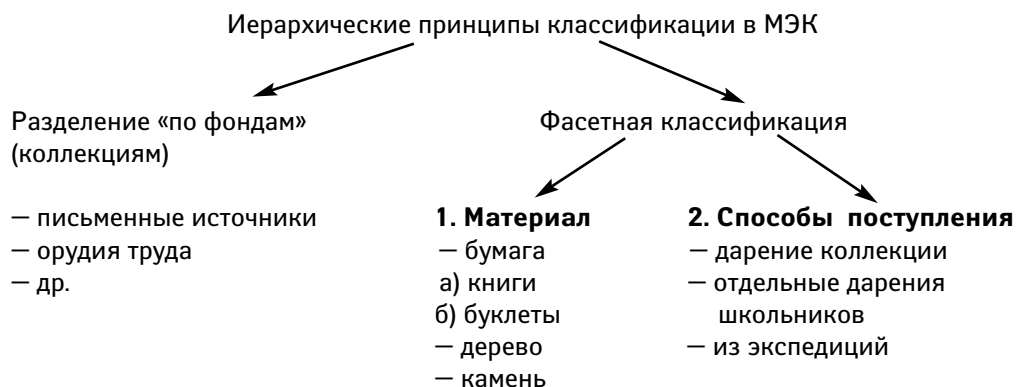 Иерархические принципы классификации в МЭК
Разделение «по фондам»
(коллекциям)
— письменные источники
— орудия труда
— др.
Фасетная классификация
1. Материал
— бумага
а) книги
б) буклеты
— дерево
— камень
2. Способы поступления
— дарение коллекции
— отдельные дарения
школьников
— из экспедиций